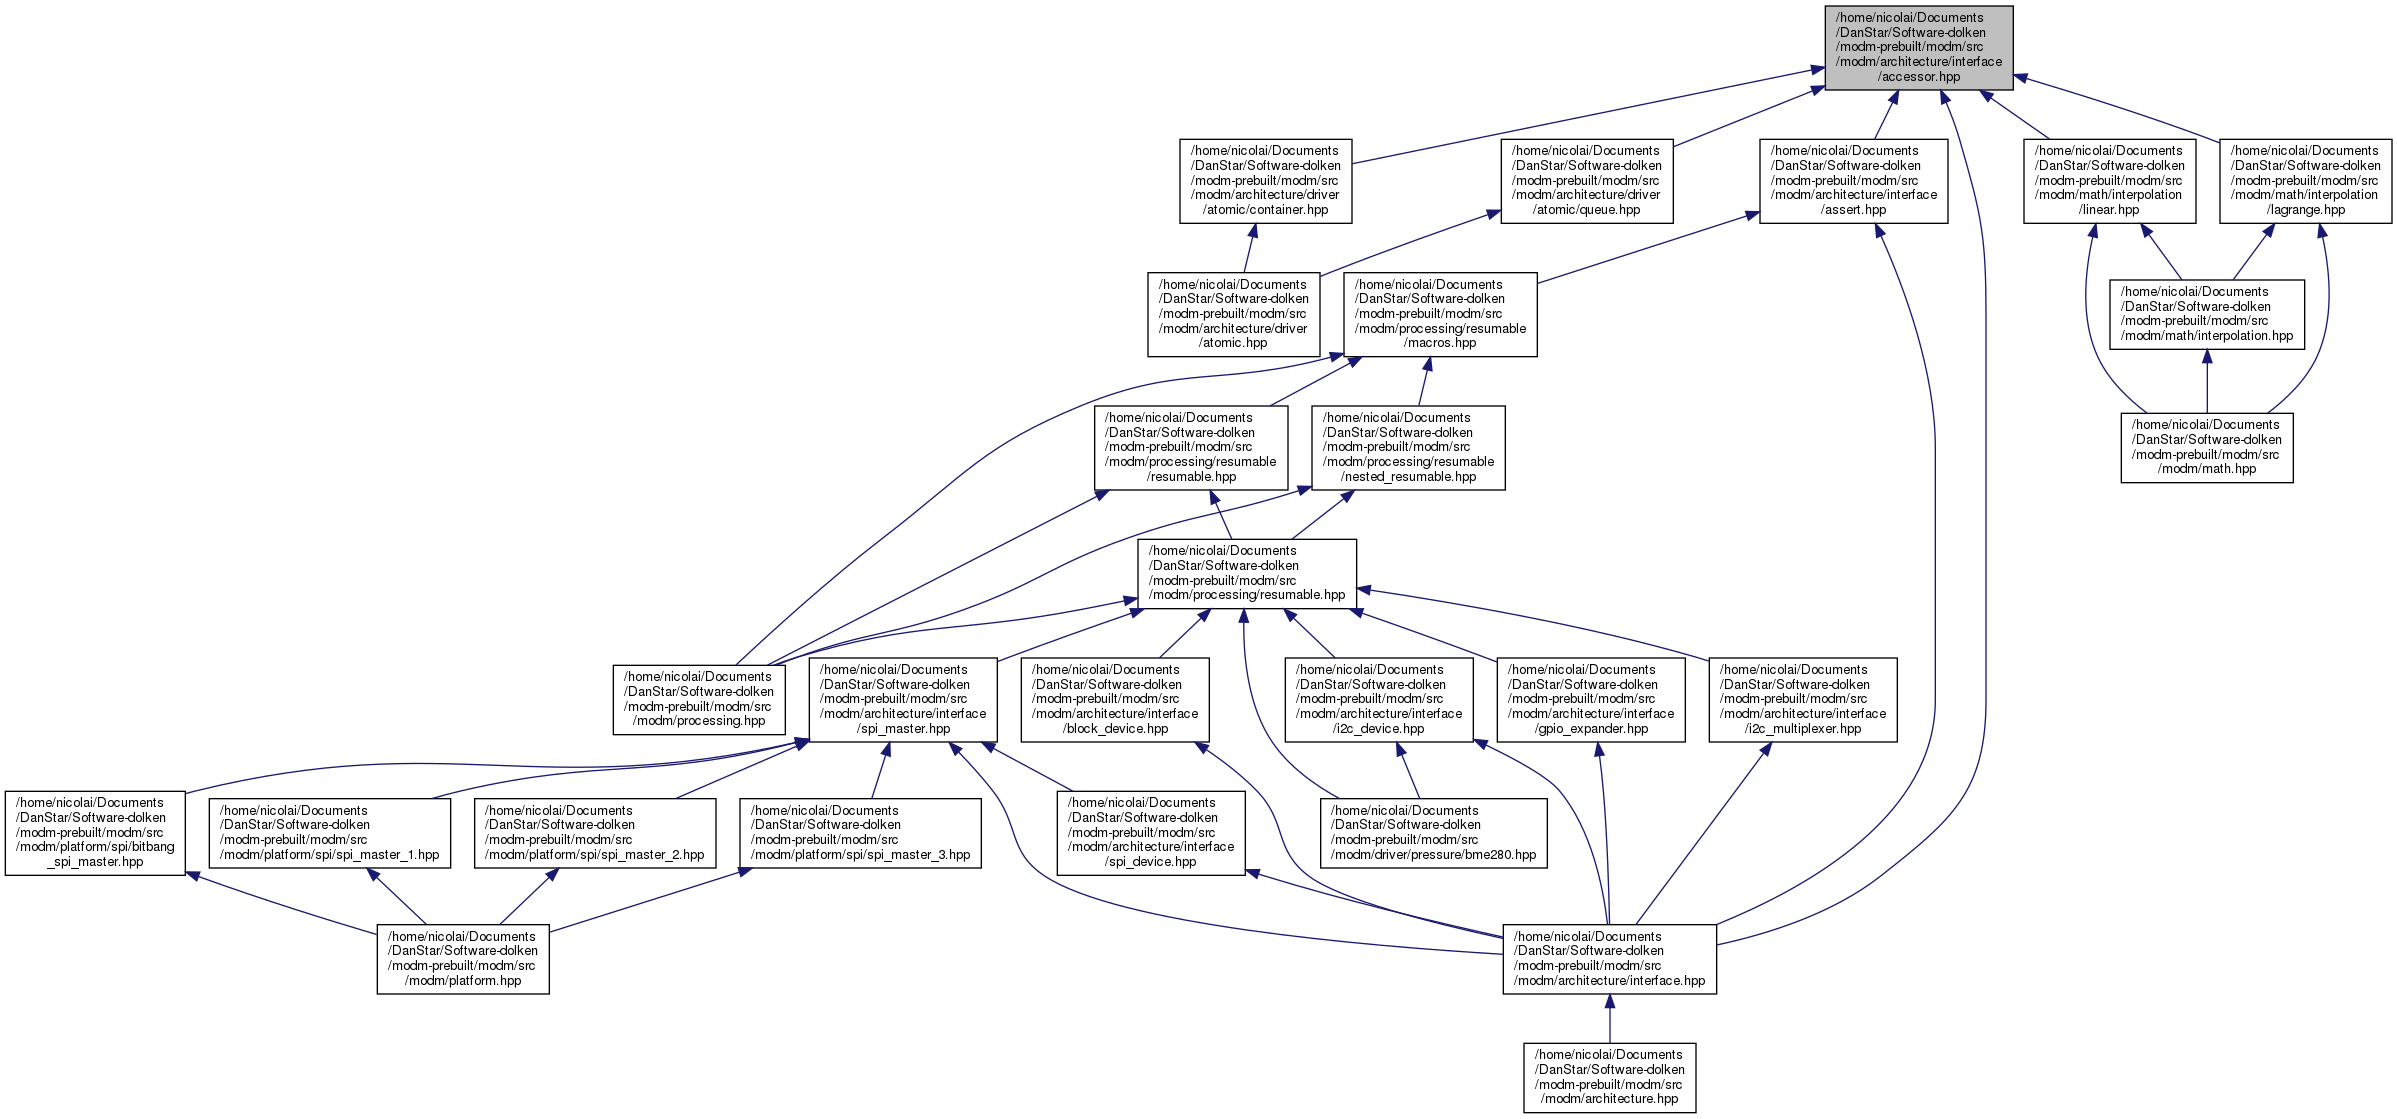 /home/nicolai/Documents
/DanStar/Software-dolken
/modm-prebuilt/modm/src
/modm/architecture/interface
/accessor.hpp
/home/nicolai/Documents
/DanStar/Software-dolken
/modm-prebuilt/modm/src
/modm/architecture/driver
/atomic/container.hpp
/home/nicolai/Documents
/DanStar/Software-dolken
/modm-prebuilt/modm/src
/modm/architecture/driver
/atomic/queue.hpp
/home/nicolai/Documents
/DanStar/Software-dolken
/modm-prebuilt/modm/src
/modm/architecture/interface
/assert.hpp
/home/nicolai/Documents
/DanStar/Software-dolken
/modm-prebuilt/modm/src
/modm/math/interpolation
/linear.hpp
/home/nicolai/Documents
/DanStar/Software-dolken
/modm-prebuilt/modm/src
/modm/math/interpolation
/lagrange.hpp
/home/nicolai/Documents
/DanStar/Software-dolken
/modm-prebuilt/modm/src
/modm/architecture/driver
/atomic.hpp
/home/nicolai/Documents
/DanStar/Software-dolken
/modm-prebuilt/modm/src
/modm/processing/resumable
/macros.hpp
/home/nicolai/Documents
/DanStar/Software-dolken
/modm-prebuilt/modm/src
/modm/math/interpolation.hpp
/home/nicolai/Documents
/DanStar/Software-dolken
/modm-prebuilt/modm/src
/modm/processing/resumable
/resumable.hpp
/home/nicolai/Documents
/DanStar/Software-dolken
/modm-prebuilt/modm/src
/modm/processing/resumable
/nested_resumable.hpp
/home/nicolai/Documents
/DanStar/Software-dolken
/modm-prebuilt/modm/src
/modm/math.hpp
/home/nicolai/Documents
/DanStar/Software-dolken
/modm-prebuilt/modm/src
/modm/processing/resumable.hpp
/home/nicolai/Documents
/DanStar/Software-dolken
/modm-prebuilt/modm/src
/modm/processing.hpp
/home/nicolai/Documents
/DanStar/Software-dolken
/modm-prebuilt/modm/src
/modm/architecture/interface
/spi_master.hpp
/home/nicolai/Documents
/DanStar/Software-dolken
/modm-prebuilt/modm/src
/modm/architecture/interface
/block_device.hpp
/home/nicolai/Documents
/DanStar/Software-dolken
/modm-prebuilt/modm/src
/modm/architecture/interface
/i2c_device.hpp
/home/nicolai/Documents
/DanStar/Software-dolken
/modm-prebuilt/modm/src
/modm/architecture/interface
/gpio_expander.hpp
/home/nicolai/Documents
/DanStar/Software-dolken
/modm-prebuilt/modm/src
/modm/architecture/interface
/i2c_multiplexer.hpp
/home/nicolai/Documents
/DanStar/Software-dolken
/modm-prebuilt/modm/src
/modm/platform/spi/bitbang
_spi_master.hpp
/home/nicolai/Documents
/DanStar/Software-dolken
/modm-prebuilt/modm/src
/modm/platform/spi/spi_master_1.hpp
/home/nicolai/Documents
/DanStar/Software-dolken
/modm-prebuilt/modm/src
/modm/platform/spi/spi_master_2.hpp
/home/nicolai/Documents
/DanStar/Software-dolken
/modm-prebuilt/modm/src
/modm/platform/spi/spi_master_3.hpp
/home/nicolai/Documents
/DanStar/Software-dolken
/modm-prebuilt/modm/src
/modm/architecture/interface
/spi_device.hpp
/home/nicolai/Documents
/DanStar/Software-dolken
/modm-prebuilt/modm/src
/modm/driver/pressure/bme280.hpp
/home/nicolai/Documents
/DanStar/Software-dolken
/modm-prebuilt/modm/src
/modm/platform.hpp
/home/nicolai/Documents
/DanStar/Software-dolken
/modm-prebuilt/modm/src
/modm/architecture/interface.hpp
/home/nicolai/Documents
/DanStar/Software-dolken
/modm-prebuilt/modm/src
/modm/architecture.hpp